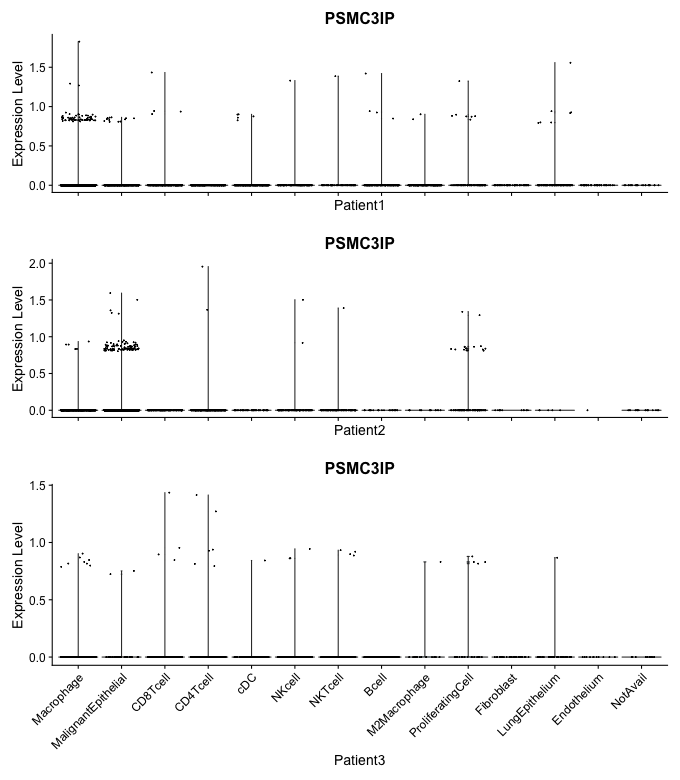 PSMC3IP
Expression Level
1.5
1.0
0.5
0.0
Patient1
PSMC3IP
Expression Level
2.0
1.5
1.0
0.5
0.0
Patient2
PSMC3IP
Expression Level
1.5
1.0
0.5
0.0
Macrophage
MalignantEpithelial
CD8Tcell
CD4Tcell
cDC
NKcell
NKTcell
Bcell
M2Macrophage
ProliferatingCell
Fibroblast
LungEpithelium
Endothelium
NotAvail
Patient3